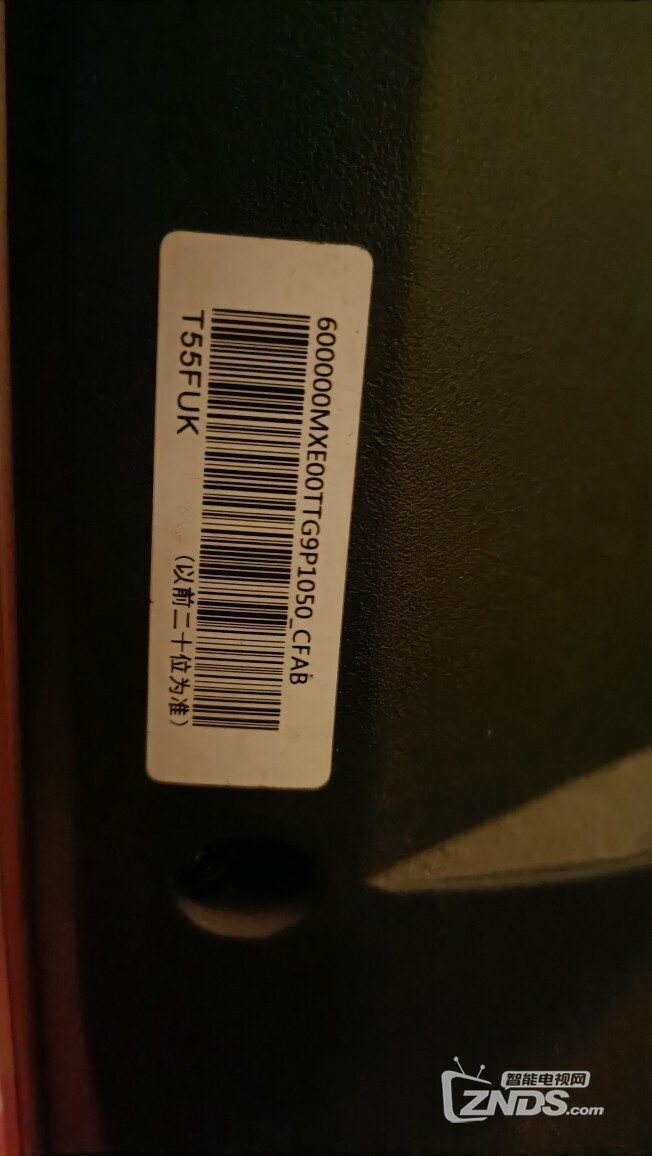 600000MXE00TTG9P1050_CFAB
T55FUK
(以前二十位为准)
智能电视网
ZNDS.com